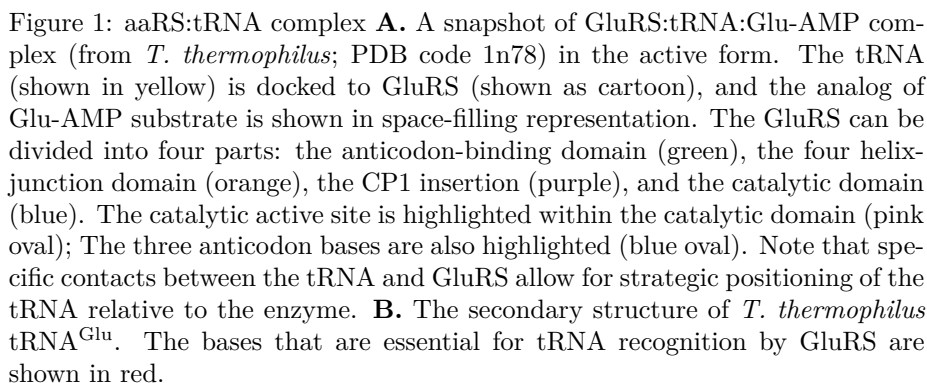 Figure 1: aaRS:tRNA complex A. A snapshot of GluRS:tRNA:Glu-AMP com-
plex (from T. thermophilus; PDB code 1n78) in the active form. The tRNA
(shown in yellow) is docked to GluRS (shown as cartoon), and the analog of
Glu-AMP substrate is shown in space-filling representation. The GluRS can be
divided into four parts: the anticodon-binding domain (green), the four helix-
junction domain (orange), the CP1 insertion (purple), and the catalytic domain
(blue). The catalytic active site is highlighted within the catalytic domain (pink
oval); The three anticodon bases are also highlighted (blue oval). Note that spe-
cific contacts between the tRNA and GluRS allow for strategic positioning of the
tRNA relative to the enzyme. B. The secondary structure of T. thermophilus
tRNA^Glu. The bases that are essential for tRNA recognition by GluRS are
shown in red.